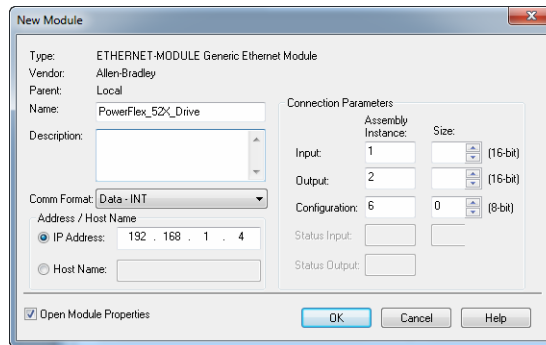 New Module
Type: ETHERNET-MODULE Generic Ethernet Module
Vendor: Allen-Bradley
Parent: Local
Name: PowerFlex_52X_Drive
Description:
Comm Format: Data - INT
Address / Host Name
IP Address: 192 . 168 . 1 . 4
Host Name:
Connection Parameters
Assembly
Instance: Size:
Input: 1 (16-bit)
Output: 2 (16-bit)
Configuration: 6 0 (8-bit)
Status Input:
Status Output:
Open Module Properties
OK Cancel Help